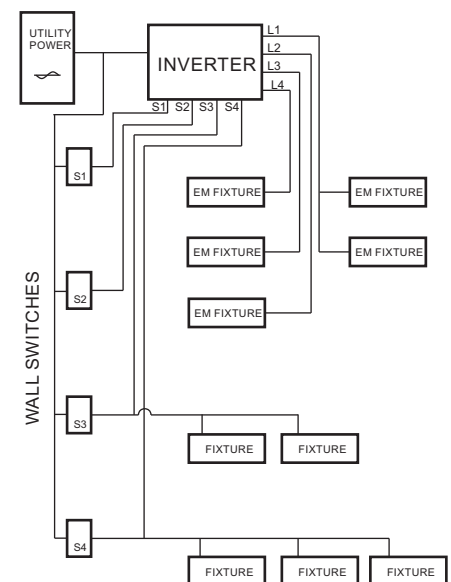 UTILITY
POWER
INVERTER
L1
L2
L3
L4
S1 S2 S3 S4
S1
EM FIXTURE
EM FIXTURE
EM FIXTURE
EM FIXTURE
S2
EM FIXTURE
WALL SWITCHES
S3
FIXTURE
FIXTURE
S4
FIXTURE
FIXTURE
FIXTURE